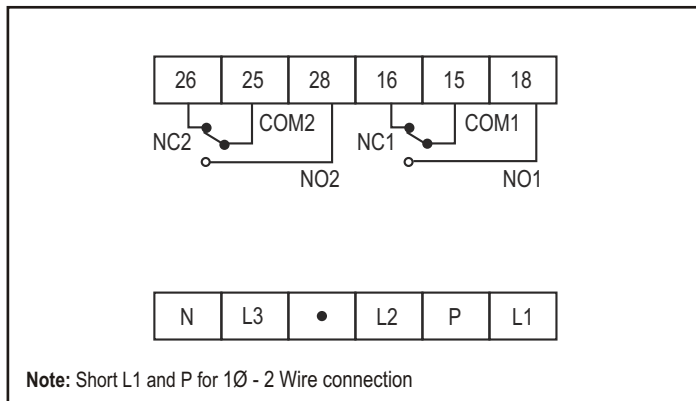 26 25 28 16 15 18
NC2 COM2 NC1 COM1
NO2 NO1
N L3 • L2 P L1
Note: Short L1 and P for 1Ø - 2 Wire connection